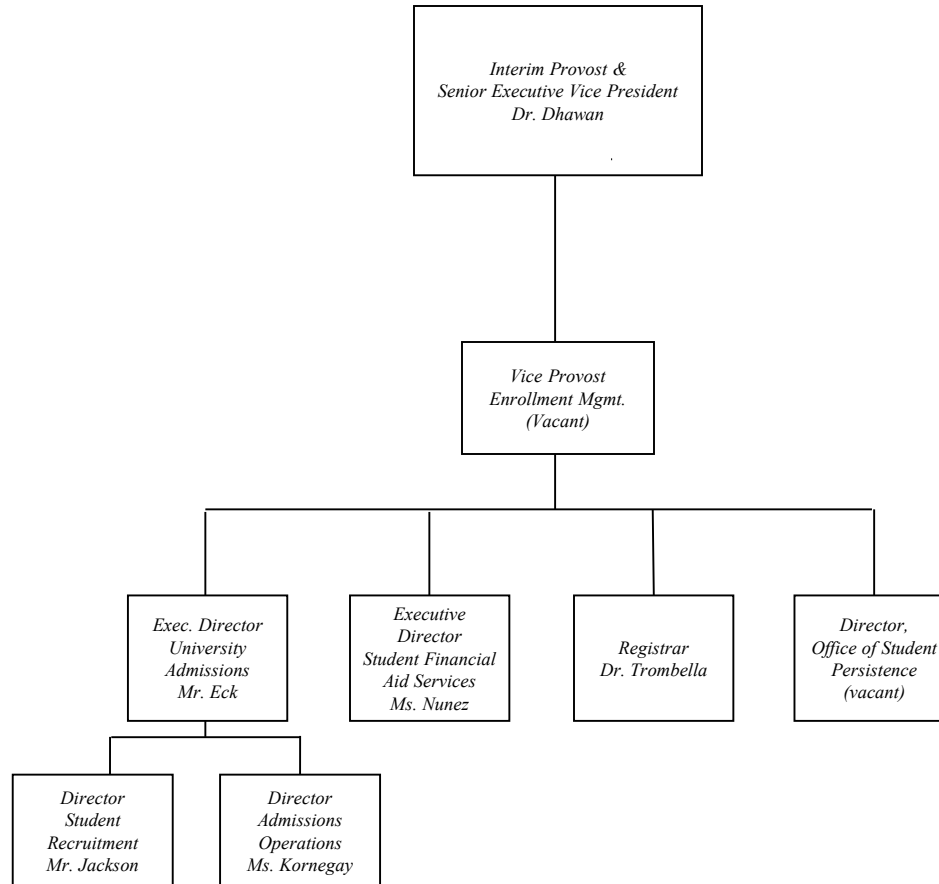 Interim Provost &
Senior Executive Vice President
Dr. Dhawan
.
Vice Provost
Enrollment Mgmt.
(Vacant)
Exec. Director
University
Admissions
Mr. Eck
Executive
Director
Student Financial
Aid Services
Ms. Nunez
Registrar
Dr. Trombella
Director,
Office of Student
Persistence
(vacant)
Director
Student
Recruitment
Mr. Jackson
Director
Admissions
Operations
Ms. Kornegay